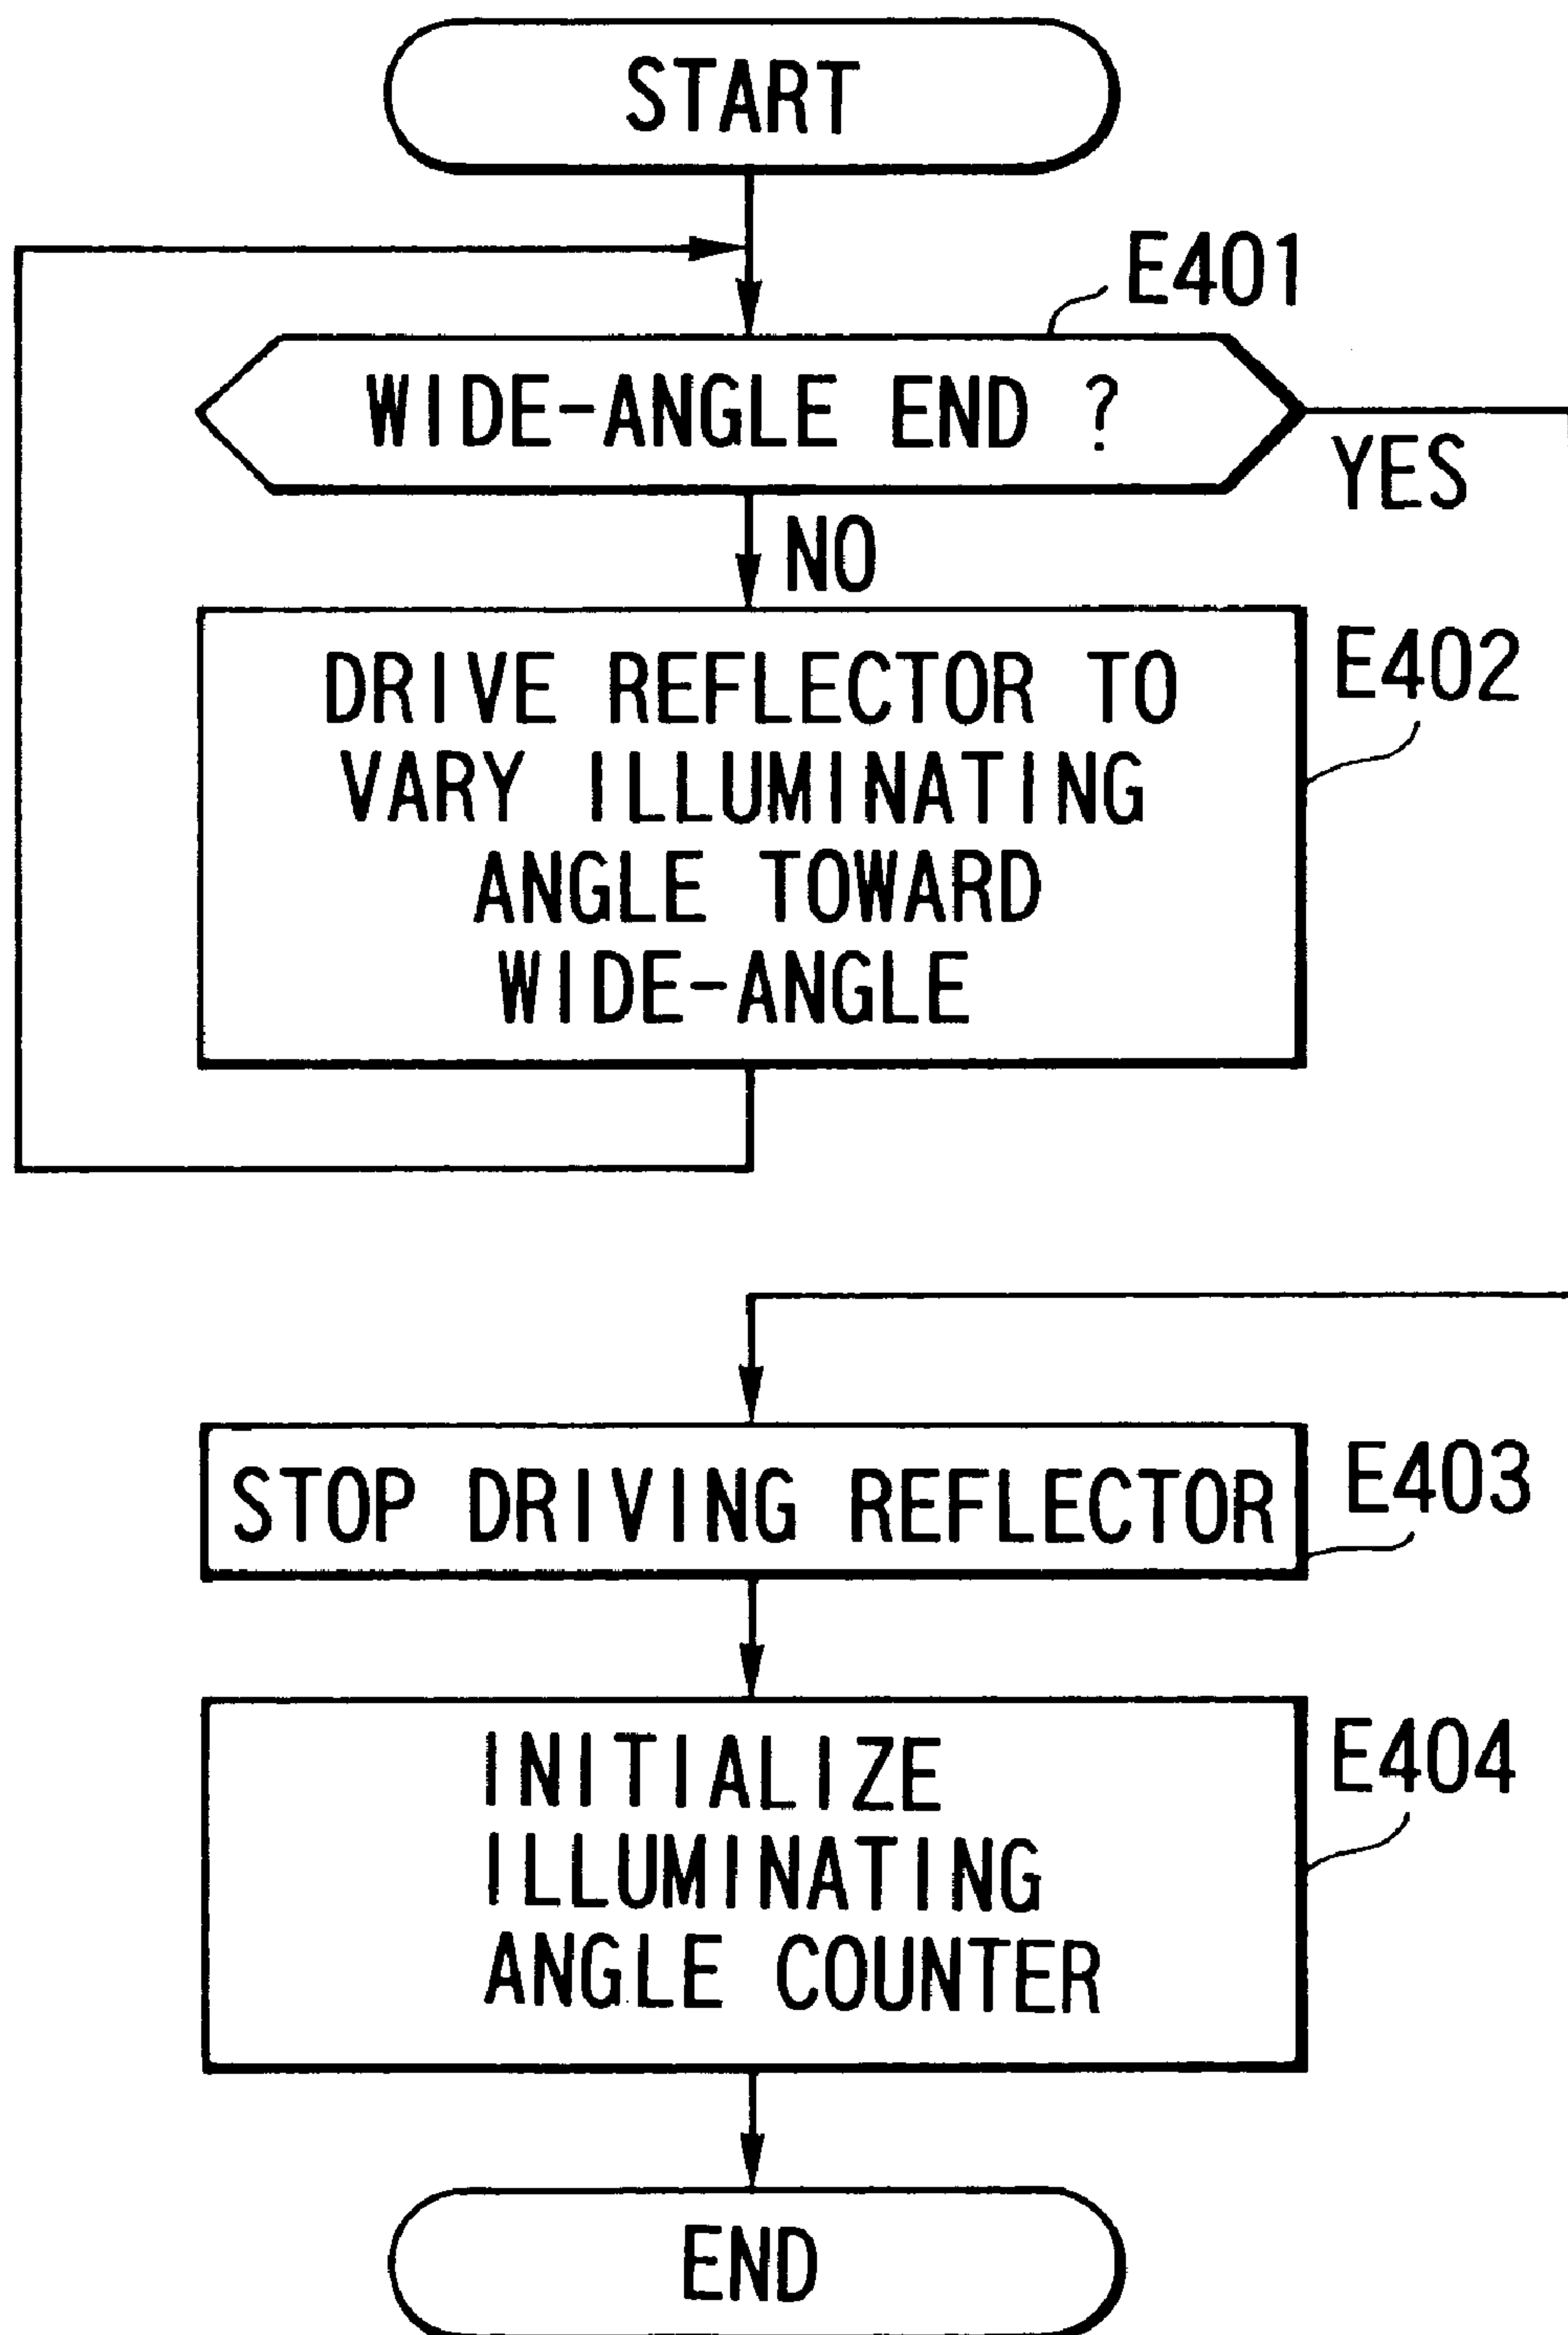 START
E401
WIDE-ANGLE END ?
YES
NO
E402
DRIVE REFLECTOR TO
VARY ILLUMINATING
ANGLE TOWARD
WIDE-ANGLE
STOP DRIVING REFLECTOR
E403
INITIALIZE
ILLUMINATING
ANGLE COUNTER
E404
END